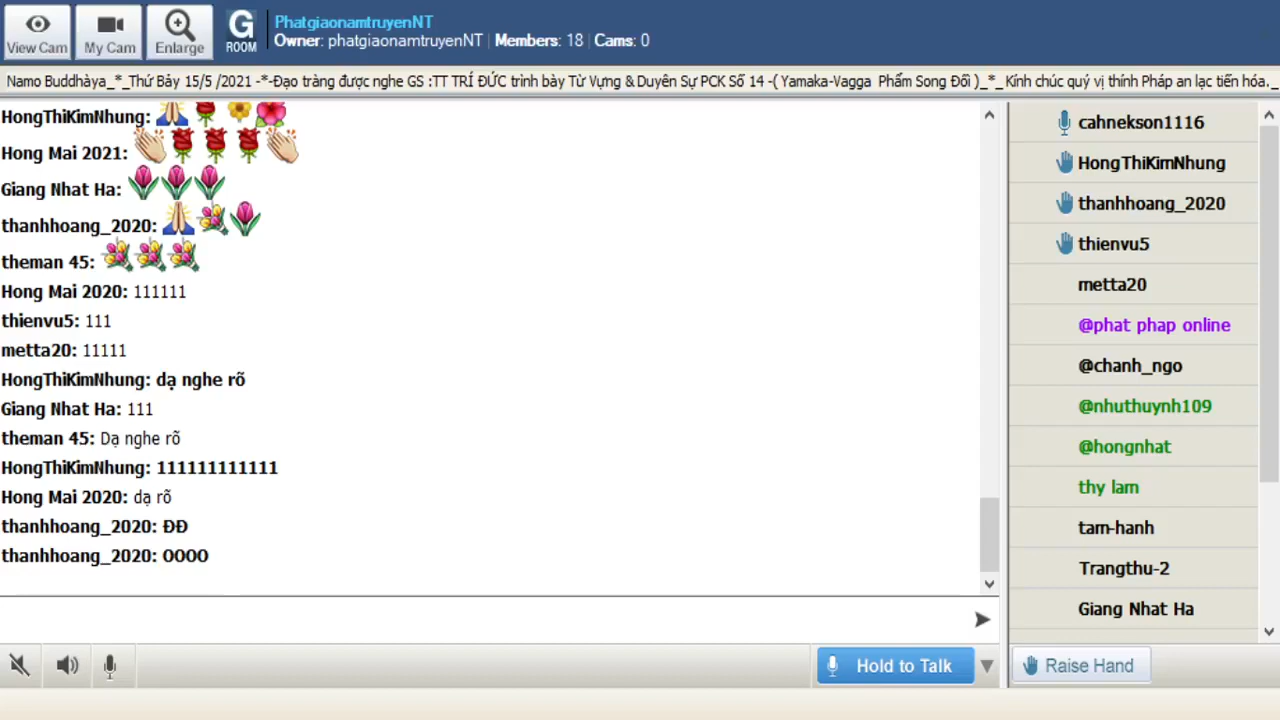 View Cam
My Cam
Enlarge
G
ROOM
PhatgiaonamtruyenNT
Owner: phatgiaonamtruyenNT | Members: 18 | Cams: 0
Namo Buddhàya_*_Thứ Bảy 15/5 /2021 -*-Đạo tràng được nghe GS :TT TRÍ ĐỨC trình bày Từ Vựng & Duyên Sự PCK Số 14 -( Yamaka-Vagga Phẩm Song Đối )_*_ Kính chúc quý vị thính Pháp an lạc tiến hóa._
HongThiKimNhung:
Hong Mai 2021:
Giang Nhat Ha:
thanhhoang_2020:
theman 45:
Hong Mai 2020: 111111
thienvu5: 111
metta20: 11111
HongThiKimNhung: dạ nghe rõ
Giang Nhat Ha: 111
theman 45: Dạ nghe rõ
HongThiKimNhung: 111111111111
Hong Mai 2020: dạ rõ
thanhhoang_2020: ĐĐ
thanhhoang_2020: OOOO
cahnekson1116
HongThiKimNhung
thanhhoang_2020
thienvu5
metta20
@phat phap online
@chanh_ngo
@nhuthuynh109
@hongnhat
thy lam
tam-hanh
Trangthu-2
Giang Nhat Ha
Hold to Talk
Raise Hand